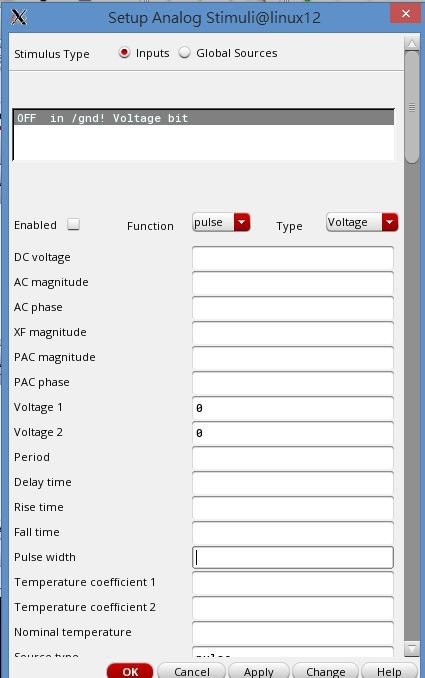 Setup Analog Stimuli@linux12
Stimulus Type Inputs Global Sources
OFF in /gnd! Voltage bit
Enabled Function pulse Type Voltage
DC voltage
AC magnitude
AC phase
XF magnitude
PAC magnitude
PAC phase
Voltage 1 0
Voltage 2 0
Period
Delay time
Rise time
Fall time
Pulse width
Temperature coefficient 1
Temperature coefficient 2
Nominal temperature
Source type pulse
OK Cancel Apply Change Help